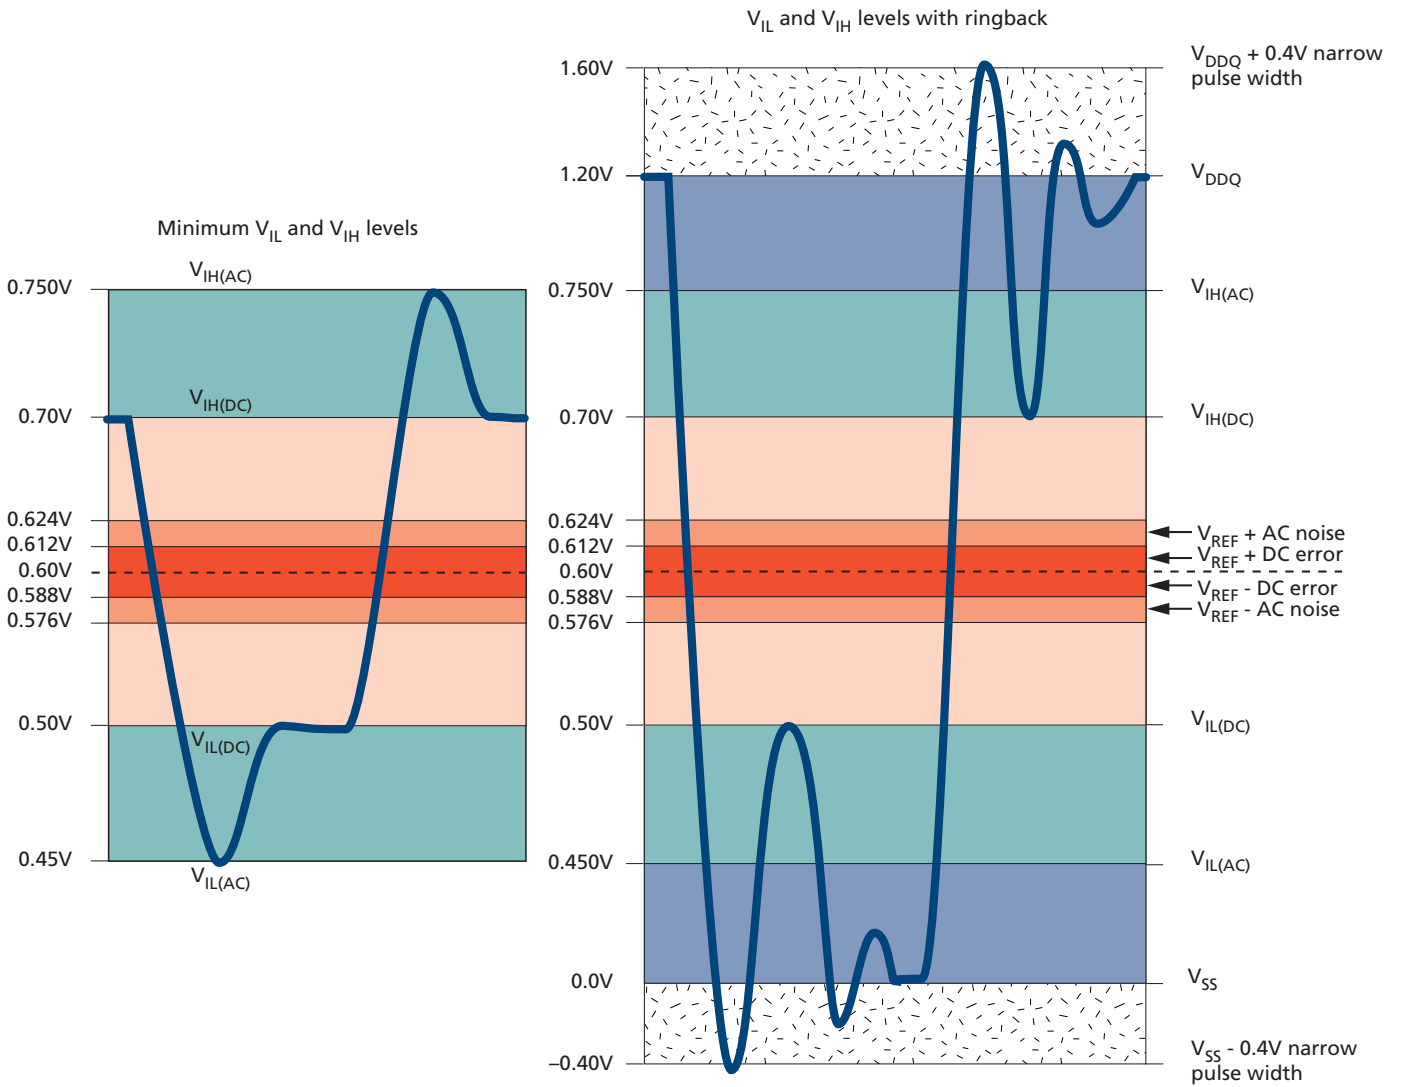 Minimum VIL and VIH levels
VIH(AC)
0.750V
VIH(DC)
0.70V
0.624V
0.612V
0.60V
0.588V
0.576V
0.50V
VIL(DC)
0.45V
VIL(AC)
VIL and VIH levels with ringback
1.60V
VDDQ + 0.4V narrow
pulse width
1.20V
VDDQ
0.750V
VIH(AC)
0.70V
VIH(DC)
0.624V
VREF + AC noise
0.612V
VREF + DC error
0.60V
0.588V
VREF - DC error
0.576V
VREF - AC noise
0.50V
VIL(DC)
0.450V
VIL(AC)
0.0V
VSS
–0.40V
VSS - 0.4V narrow
pulse width